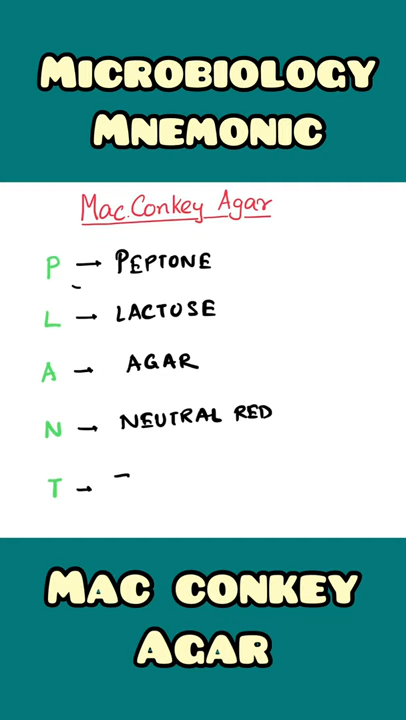 MICROBIOLOGY
MNEMONIC
Mac.Conkey Agar
P → PEPTONE
L → LACTOSE
A → AGAR
N → NEUTRAL RED
T →
MAC CONKEY
AGAR